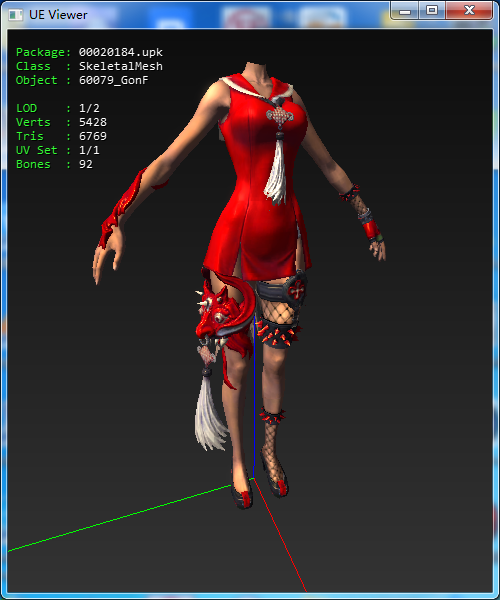 UE Viewer
Package: 00020184.upk
Class  : SkeletalMesh
Object : 60079_GonF
LOD    : 1/2
Verts  : 5428
Tris   : 6769
UV Set : 1/1
Bones  : 92